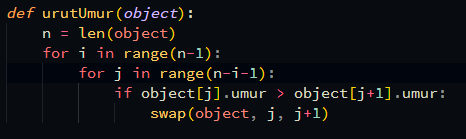 def urutUmur(object):
    n = len(object)
    for i in range(n-1):
        for j in range(n-i-1):
            if object[j].umur > object[j+1].umur:
                swap(object, j, j+1)